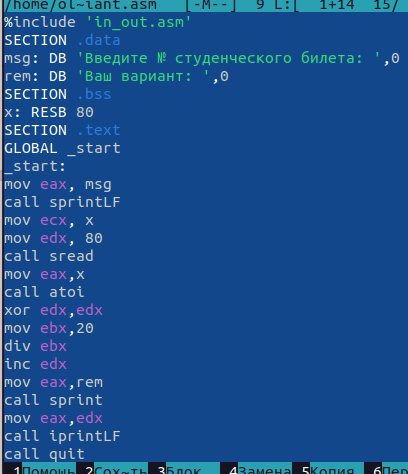 /home/ol~iant.asm   [-M--]  9 L:[  1+14  15/
%include 'in_out.asm'
SECTION .data
msg: DB 'Введите № студенческого билета: ',0
rem: DB 'Ваш вариант: ',0
SECTION .bss
x: RESB 80
SECTION .text
GLOBAL _start
_start:
mov eax, msg
call sprintLF
mov ecx, x
mov edx, 80
call sread
mov eax,x
call atoi
xor edx,edx
mov ebx,20
div ebx
inc edx
mov eax,rem
call sprint
mov eax,edx
call iprintLF
call quit
1Помощь 2Сох~ть 3Блок 4Замена 5Копия 6Пер